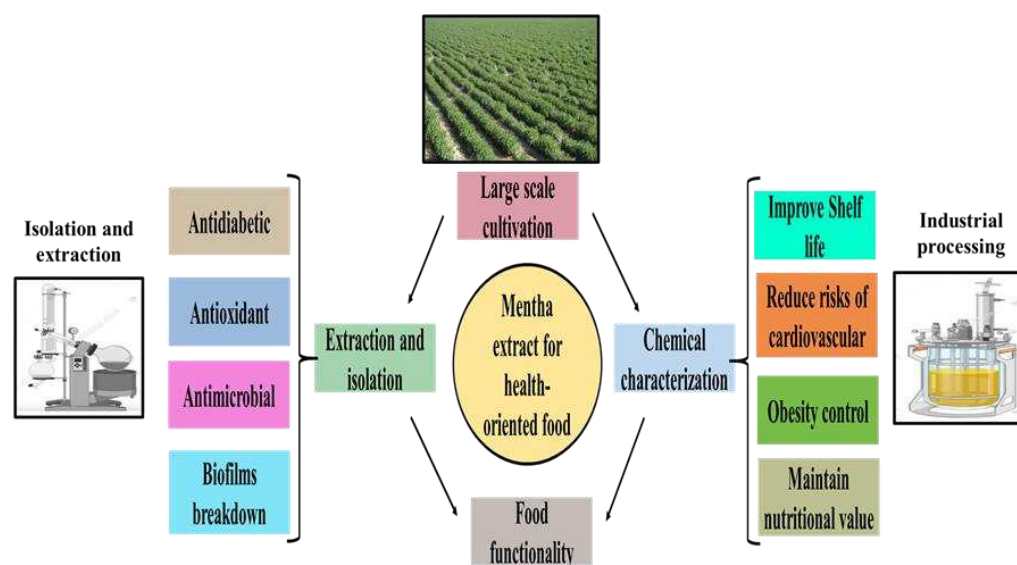 Large scale
cultivation
Isolation and
extraction
Antidiabetic
Antioxidant
Antimicrobial
Biofilms
breakdown
Extraction and
isolation
Mentha
extract for
health-
oriented food
Chemical
characterization
Food
functionality
Improve Shelf
life
Reduce risks of
cardiovascular
Obesity control
Maintain
nutritional value
Industrial
processing